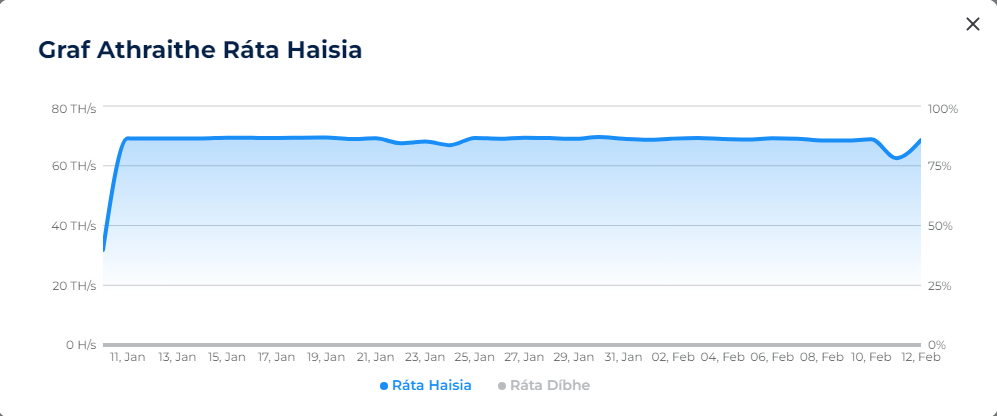 Graf Athraithe Ráta Haisia
80 TH/s
100%
60 TH/s
75%
40 TH/s
50%
20 TH/s
25%
0 H/s
0%
11, Jan 13, Jan 15, Jan 17, Jan 19, Jan 21, Jan 23, Jan 25, Jan 27, Jan 29, Jan 31, Jan 02, Feb 04, Feb 06, Feb 08, Feb 10, Feb 12, Feb
Ráta Haisia Ráta Díbhe